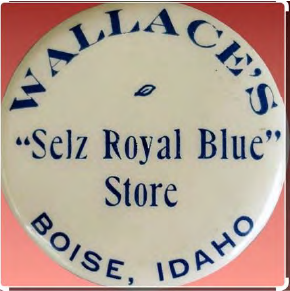 WALLACE'S
"Selz Royal Blue"
Store
BOISE, IDAHO